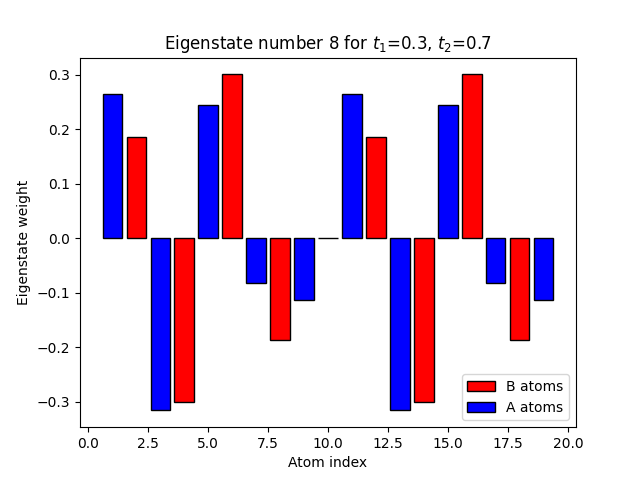 Eigenstate number 8 for $t_1$=0.3, $t_2$=0.7
Eigenstate weight
0.3
0.2
0.1
0.0
−0.1
−0.2
−0.3
B atoms
A atoms
0.0 2.5 5.0 7.5 10.0 12.5 15.0 17.5 20.0
Atom index